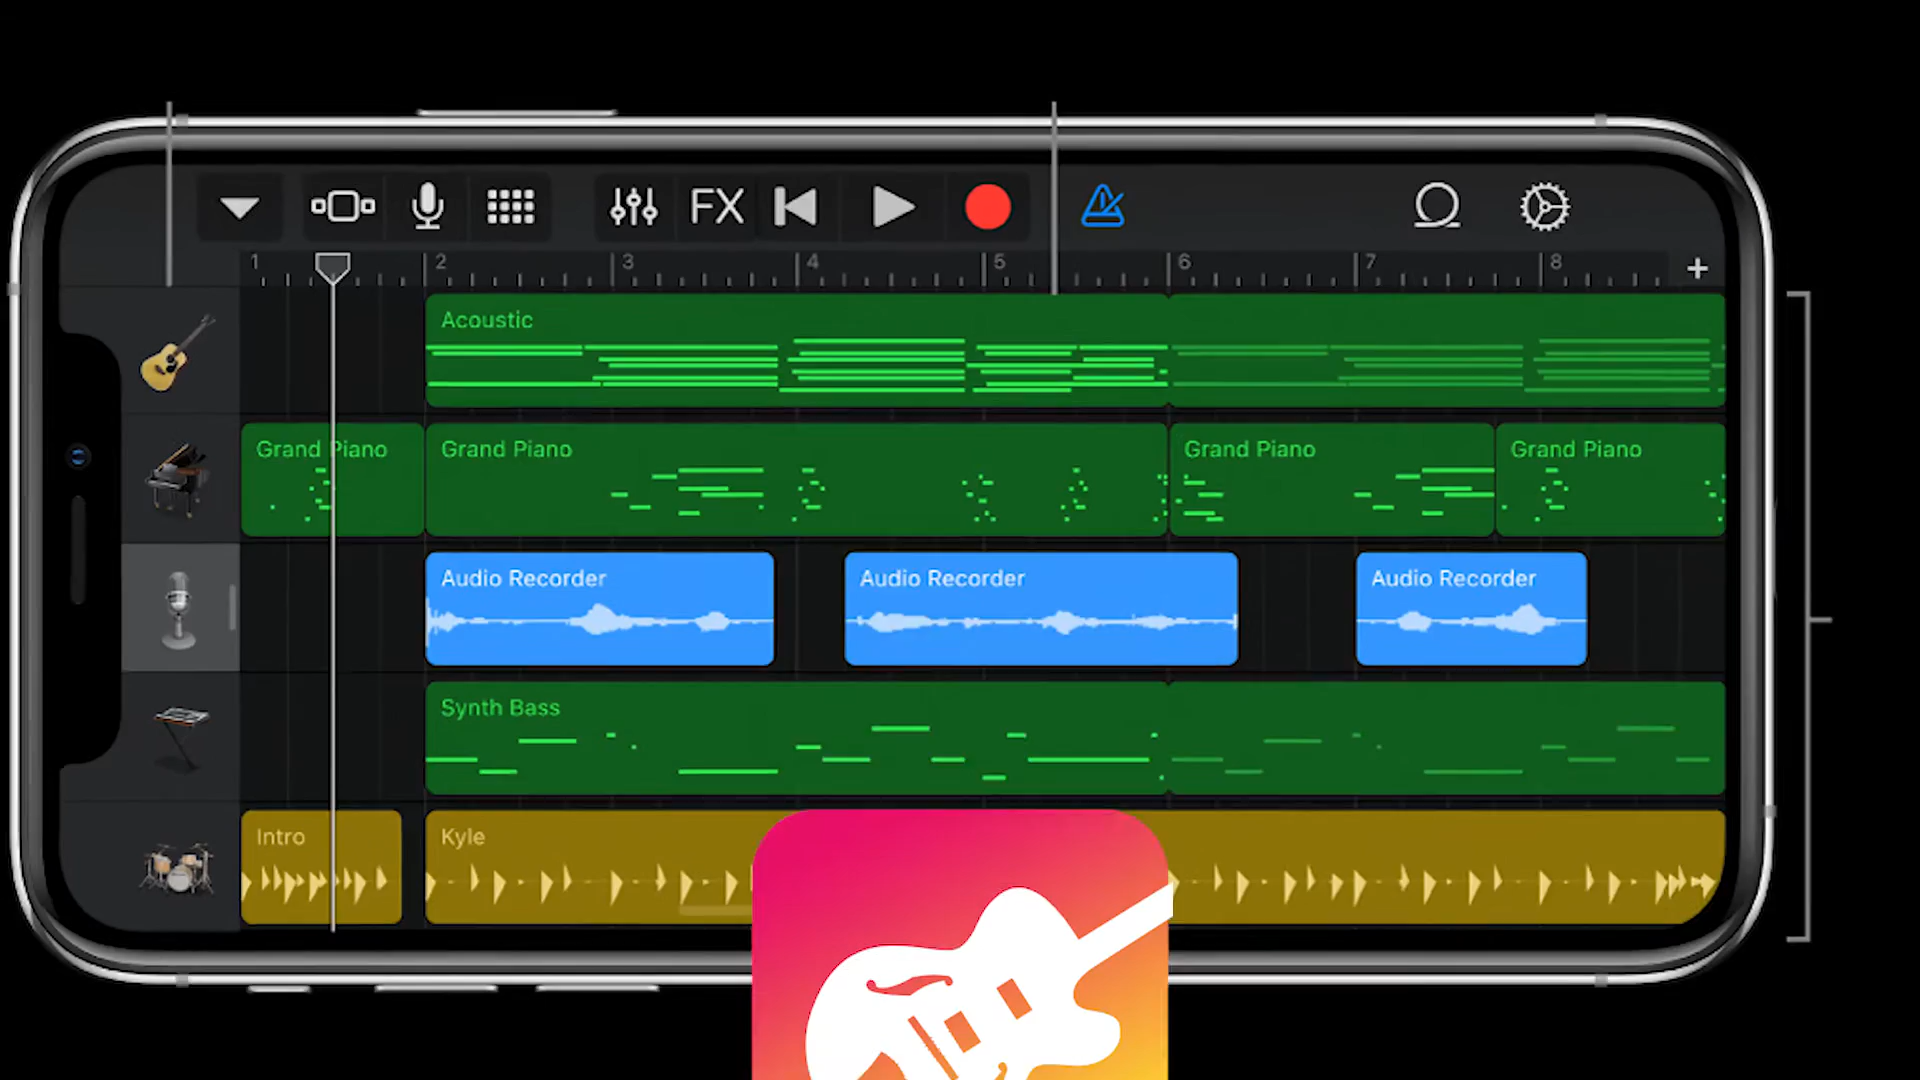 FX
1 2 3 4 5 6 7 8 +
Acoustic
Grand Piano Grand Piano Grand Piano Grand Piano
Audio Recorder Audio Recorder Audio Recorder
Synth Bass
Intro Kyle